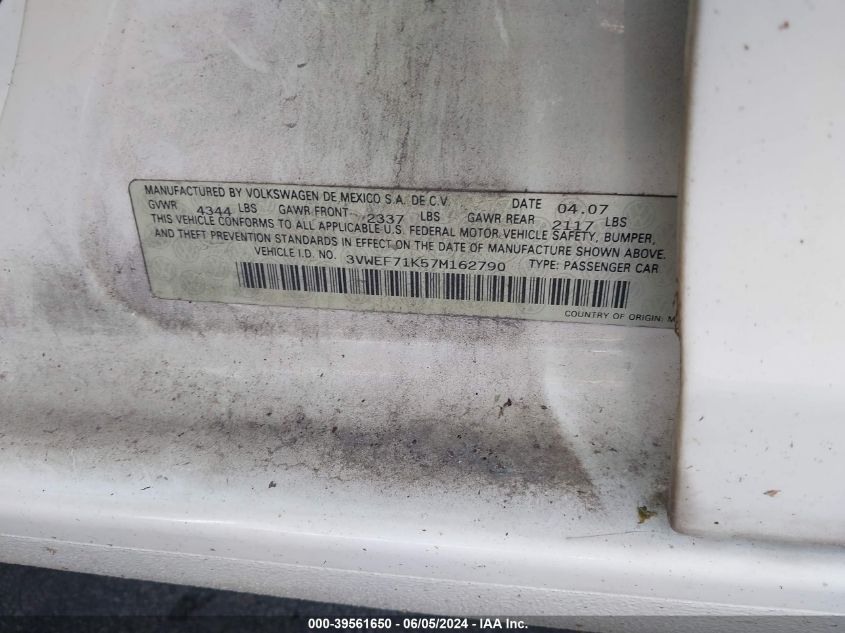 MANUFACTURED BY VOLKSWAGEN DE MEXICO S.A. DE C.V. DATE 04.07
GVWR 4344 LBS GAWR FRONT 2337 LBS GAWR REAR 2117 LBS
THIS VEHICLE CONFORMS TO ALL APPLICABLE U.S. FEDERAL MOTOR VEHICLE SAFETY, BUMPER,
AND THEFT PREVENTION STANDARDS IN EFFECT ON THE DATE OF MANUFACTURE SHOWN ABOVE.
VEHICLE I.D. NO. 3VWEF71K57M162790 TYPE: PASSENGER CAR
COUNTRY OF ORIGIN: M
000-39561650 - 06/05/2024 - IAA Inc.